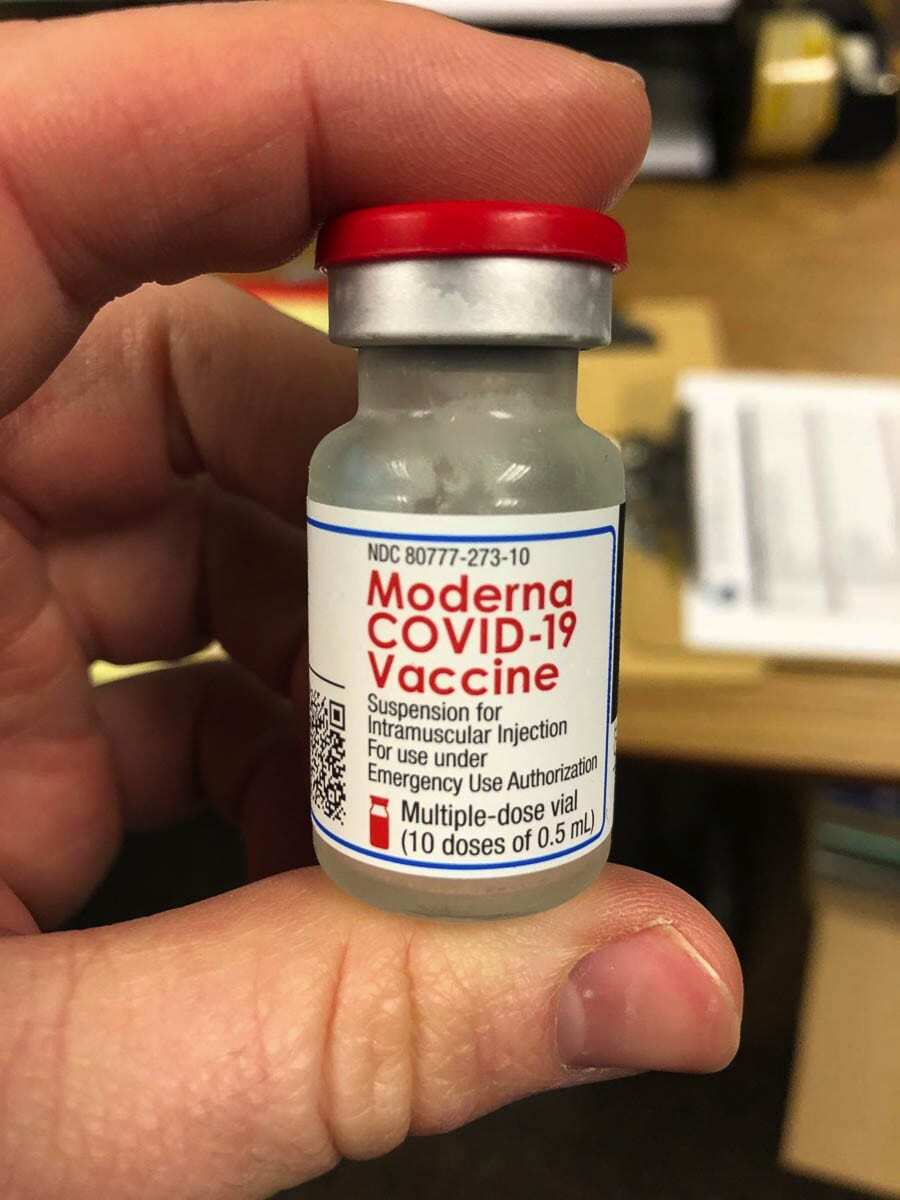 NDC 80777-273-10
Moderna
COVID-19
Vaccine
Suspension for
Intramuscular Injection
For use under
Emergency Use Authorization
Multiple-dose vial
(10 doses of 0.5 mL)